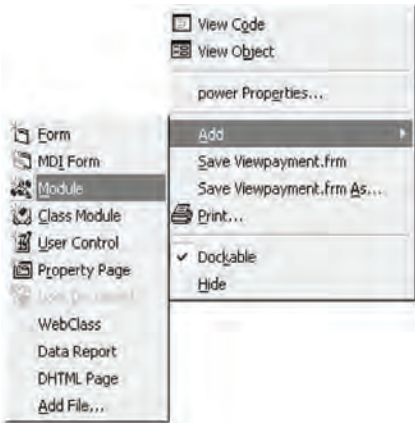 View Code
View Object
power Properties...
Add
Save Viewpayment.frm
Save Viewpayment.frm As...
Print...
Dockable
Hide
Form
MDI Form
Module
Class Module
User Control
Property Page
WebClass
Data Report
DHTML Page
Add File...